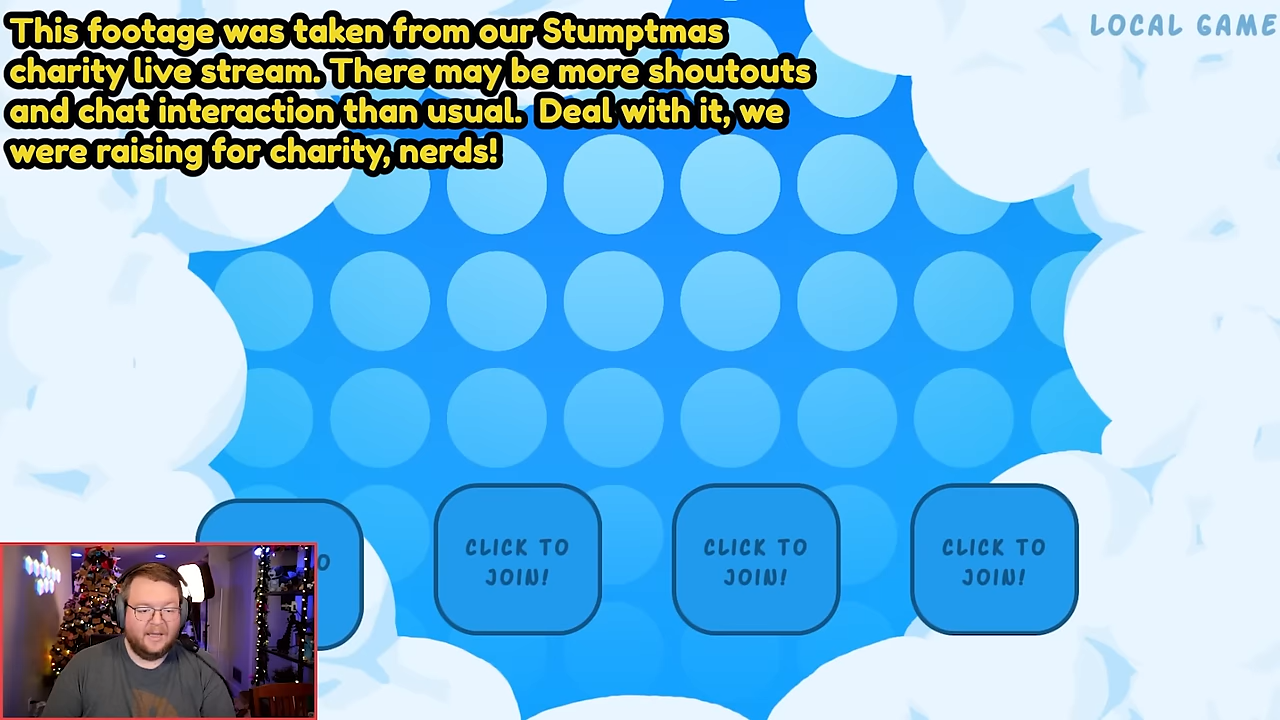 This footage was taken from our Stumptmas
charity live stream. There may be more shoutouts
and chat interaction than usual.  Deal with it, we
were raising for charity, nerds!
LOCAL GAME
CLICK TO
JOIN!
CLICK TO
JOIN!
CLICK TO
JOIN!